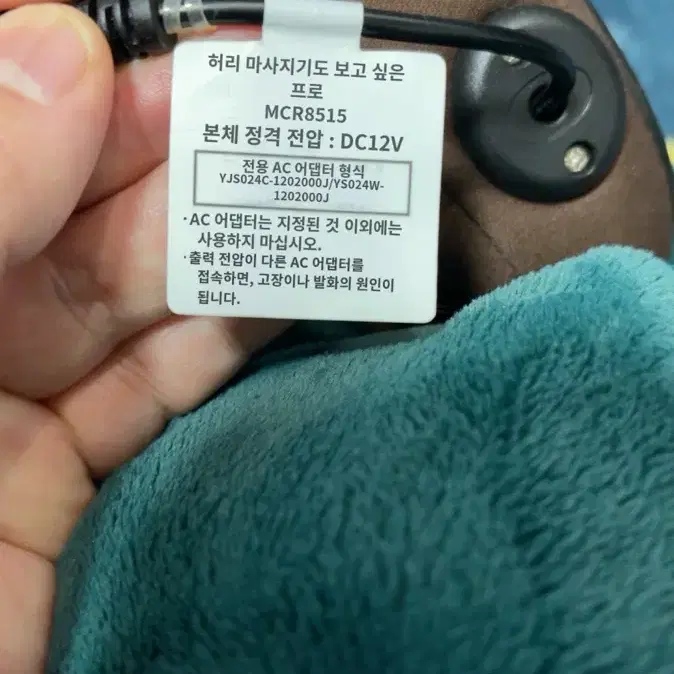 허리 마사지기도 보고 싶은
프로
MCR8515
본체 정격 전압 : DC12V
전용 AC 어댑터 형식
YJS024C-1202000J/YS024W-
1202000J
·AC 어댑터는 지정된 것 이외에는
사용하지 마십시오.
·출력 전압이 다른 AC 어댑터를
접속하면, 고장이나 발화의 원인이
됩니다.